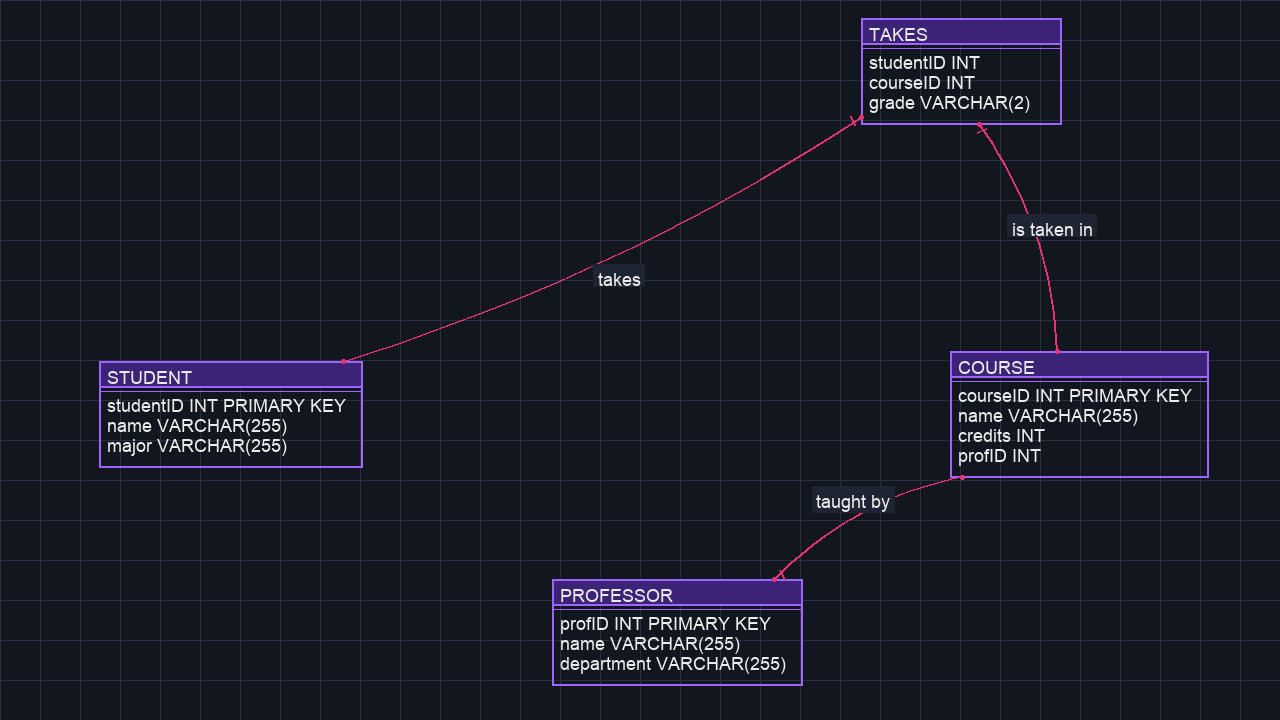 TAKES
studentID INT
courseID INT
grade VARCHAR(2)
is taken in
takes
STUDENT
studentID INT PRIMARY KEY
name VARCHAR(255)
major VARCHAR(255)
COURSE
courseID INT PRIMARY KEY
name VARCHAR(255)
credits INT
profID INT
taught by
PROFESSOR
profID INT PRIMARY KEY
name VARCHAR(255)
department VARCHAR(255)